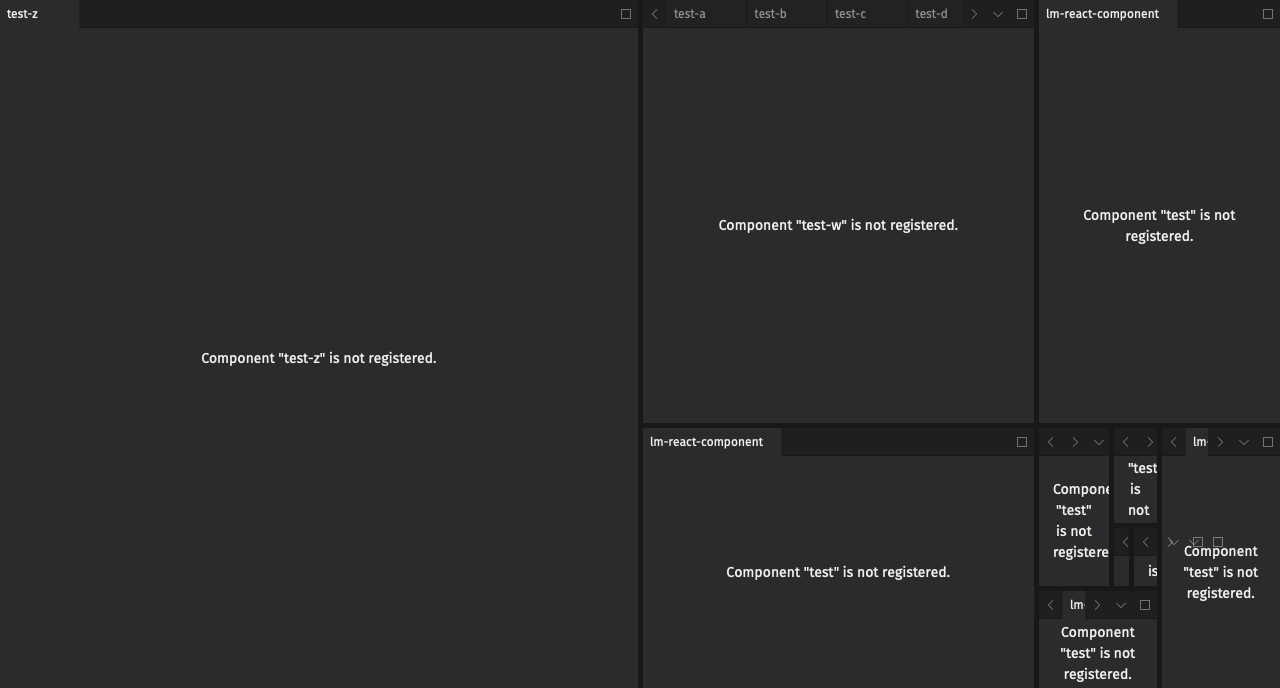 test-z
test-a
test-b
test-c
test-d
lm-react-component
Component "test-z" is not registered.
Component "test-w" is not registered.
Component "test" is not
registered.
lm-react-component
Component "test" is not registered.
"test"
is not
"test
is
not
is
lm-
Component
"test" is not
registered.
lm-
Component
"test" is not
registered.